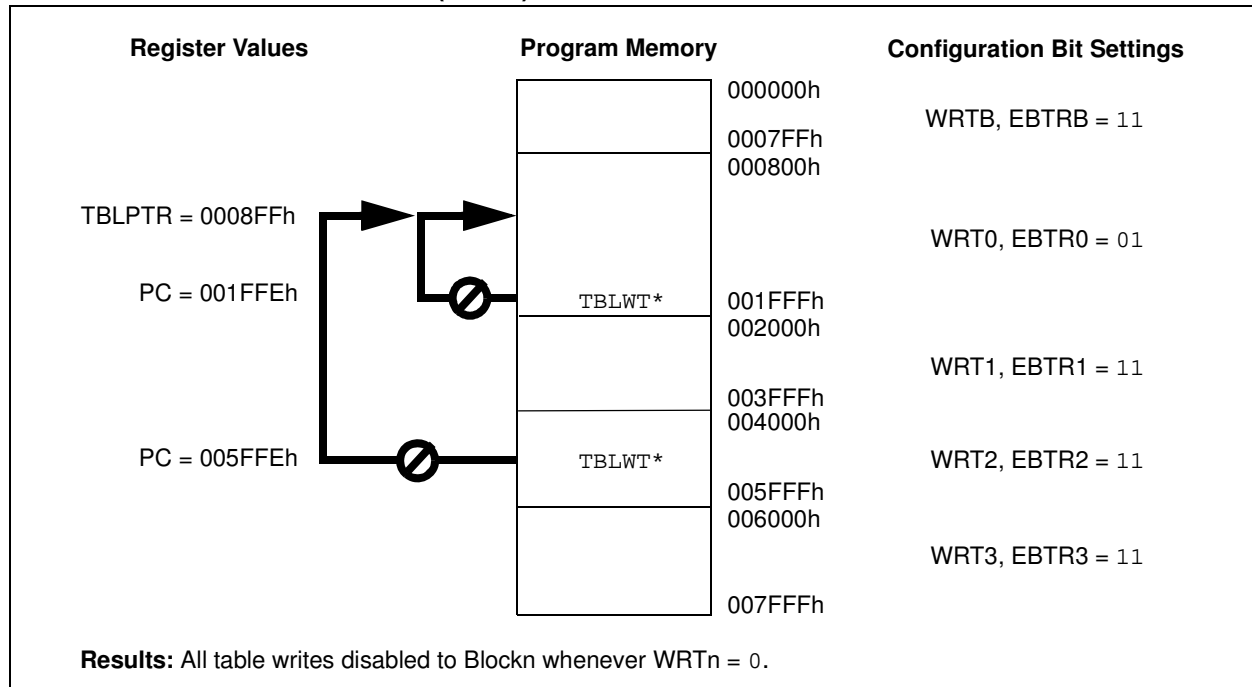 Register Values Program Memory Configuration Bit Settings
000000h
WRTB, EBTRB = 11
0007FFh
000800h
TBLPTR = 0008FFh
WRT0, EBTR0 = 01
PC = 001FFEh TBLWT* 001FFFh
002000h
WRT1, EBTR1 = 11
003FFFh
004000h
PC = 005FFEh TBLWT* WRT2, EBTR2 = 11
005FFFh
006000h
WRT3, EBTR3 = 11
007FFFh
Results: All table writes disabled to Blockn whenever WRTn = 0.